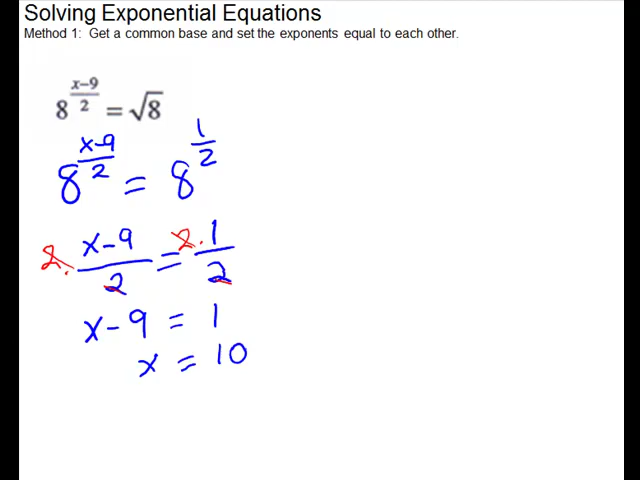 Solving Exponential Equations
Method 1: Get a common base and set the exponents equal to each other.
8^((x−9)/2) = √8
8^((x-9)/2) = 8^(1/2)
2. (x-9)/2 = 2. 1/2
x-9 = 1
x = 10